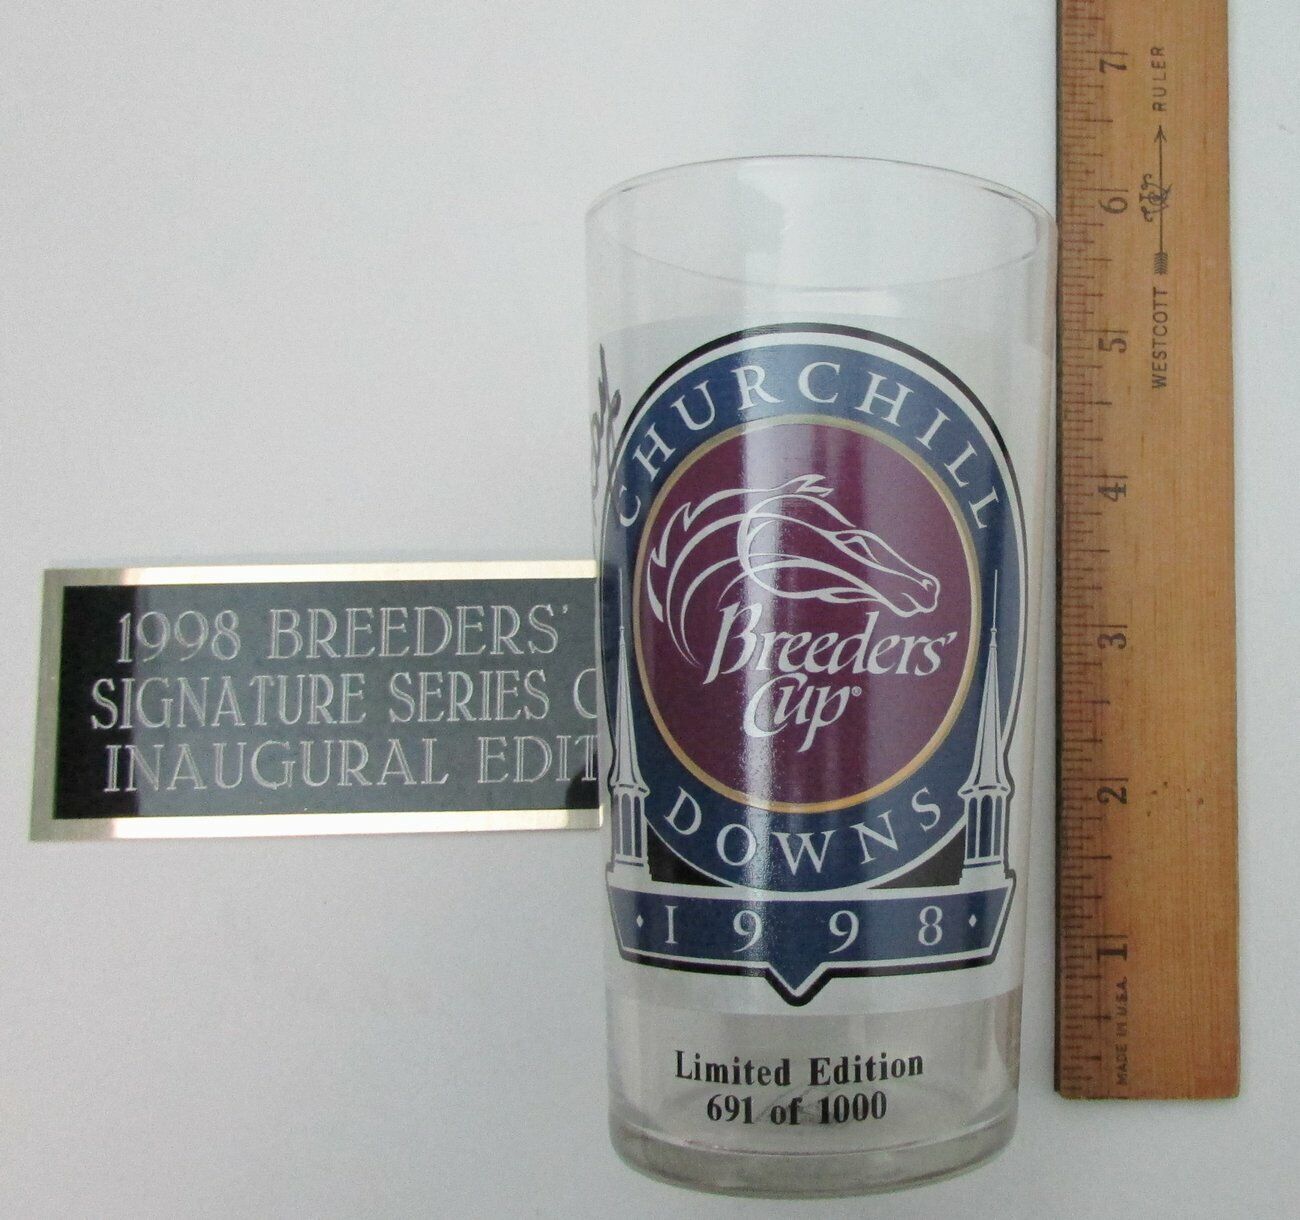 1998 BREEDERS'
SIGNATURE SERIES
INAUGURAL EDIT
CHURCHILL
Breeders'
Cup®
DOWNS
1998
Limited Edition
691 of 1000
7
6
5
4
3
2
1
WESTCOTT RULER
MADE IN U.S.A.